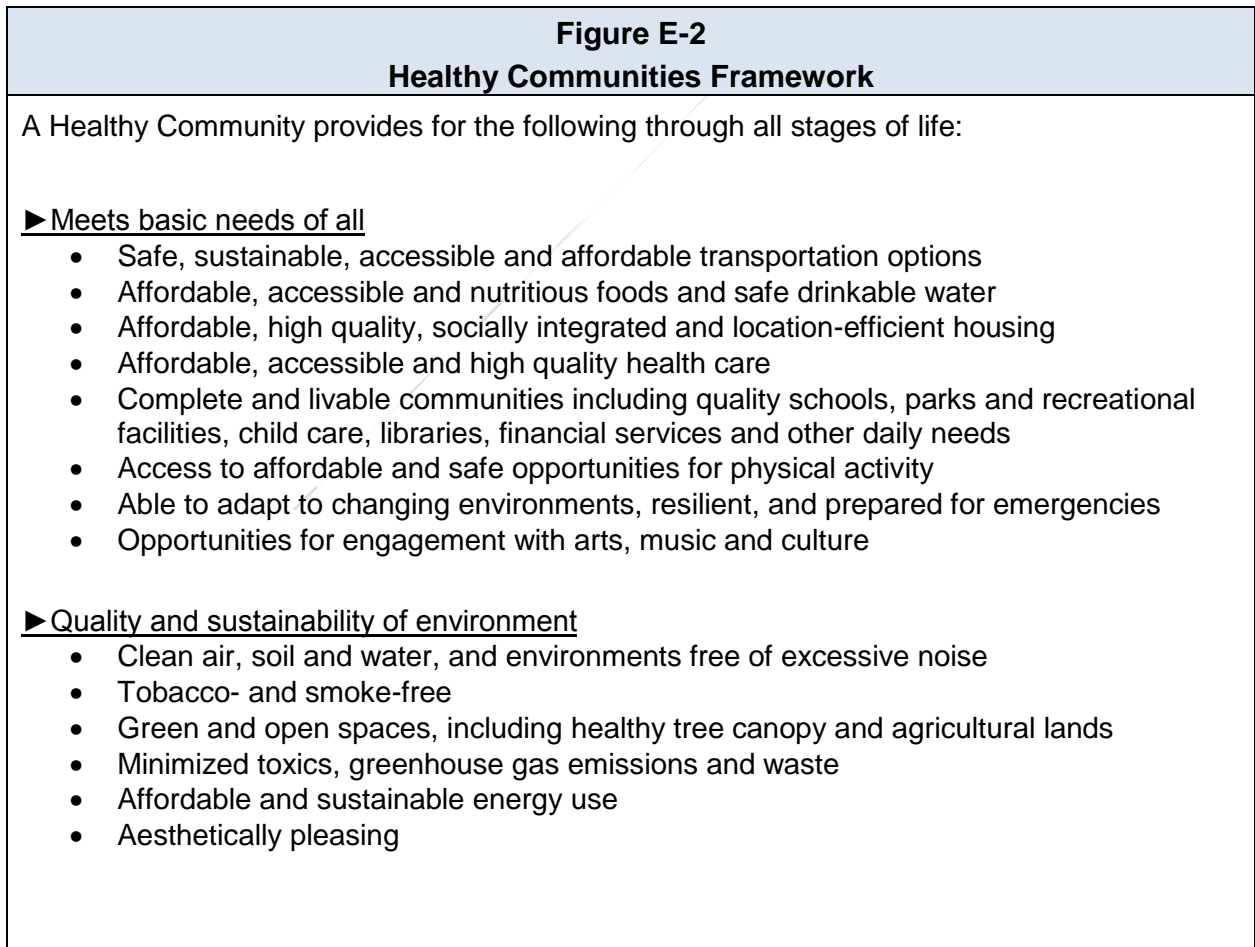 Figure E-2
Healthy Communities Framework
A Healthy Community provides for the following through all stages of life:
►Meets basic needs of all
• Safe, sustainable, accessible and affordable transportation options
• Affordable, accessible and nutritious foods and safe drinkable water
• Affordable, high quality, socially integrated and location-efficient housing
• Affordable, accessible and high quality health care
• Complete and livable communities including quality schools, parks and recreational
facilities, child care, libraries, financial services and other daily needs
• Access to affordable and safe opportunities for physical activity
• Able to adapt to changing environments, resilient, and prepared for emergencies
• Opportunities for engagement with arts, music and culture
►Quality and sustainability of environment
• Clean air, soil and water, and environments free of excessive noise
• Tobacco- and smoke-free
• Green and open spaces, including healthy tree canopy and agricultural lands
• Minimized toxics, greenhouse gas emissions and waste
• Affordable and sustainable energy use
• Aesthetically pleasing